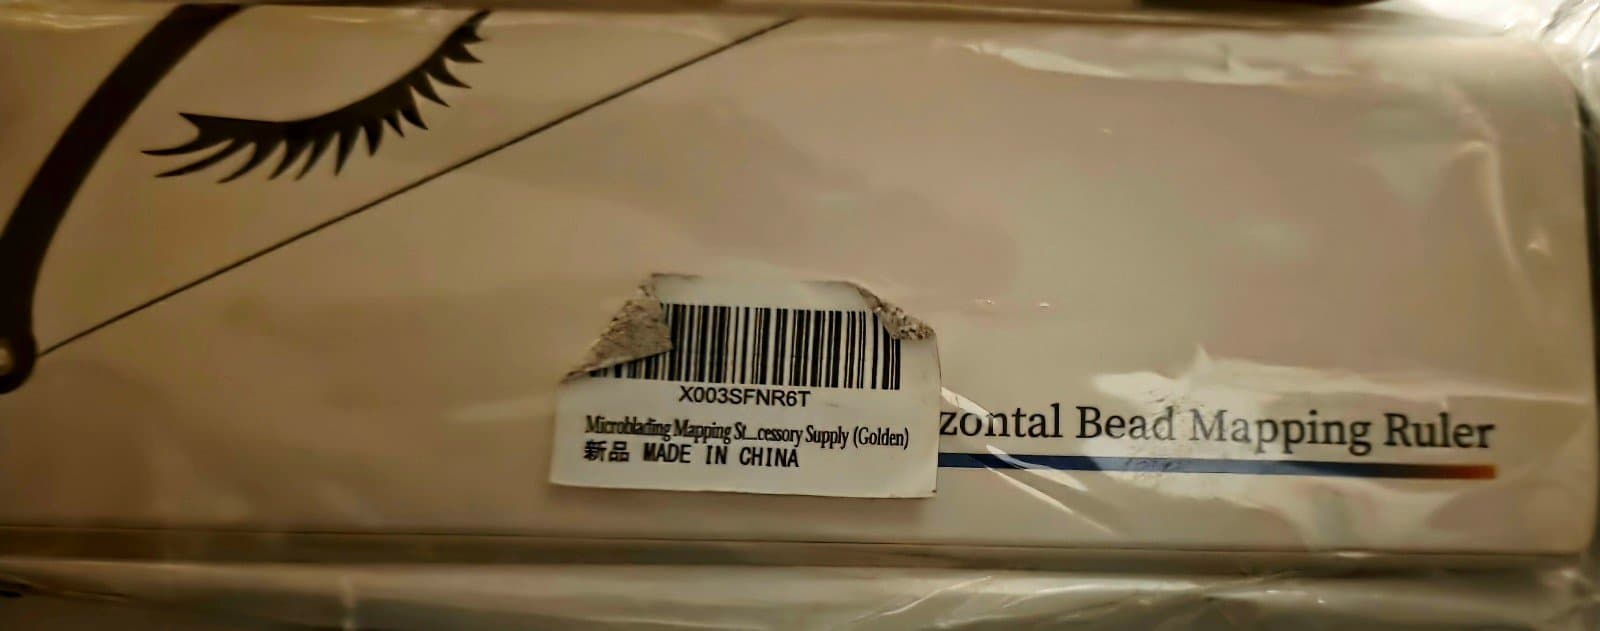 X003SFNR6T
Microblading Mapping St...cessory Supply (Golden)
新品 MADE IN CHINA
zontal Bead Mapping Ruler